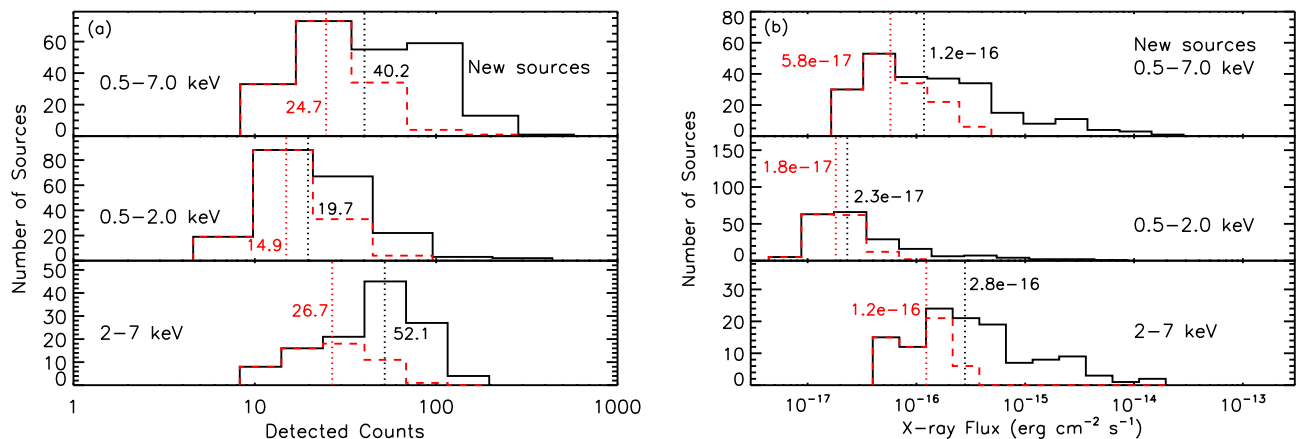 (a)
60
40
20
0
0.5−7.0 keV
24.7
40.2
New sources
80
60
40
20
0
0.5−2.0 keV
14.9
19.7
50
40
30
20
10
0
2−7 keV
26.7
52.1
Number of Sources
1
10
100
1000
Detected Counts
(b)
80
60
40
20
0
5.8e−17
1.2e−16
New sources
0.5−7.0 keV
150
100
50
0
1.8e−17
2.3e−17
0.5−2.0 keV
30
20
10
0
1.2e−16
2.8e−16
2−7 keV
Number of Sources
10⁻¹⁷
10⁻¹⁶
10⁻¹⁵
10⁻¹⁴
10⁻¹³
X−ray Flux (erg cm⁻² s⁻¹)